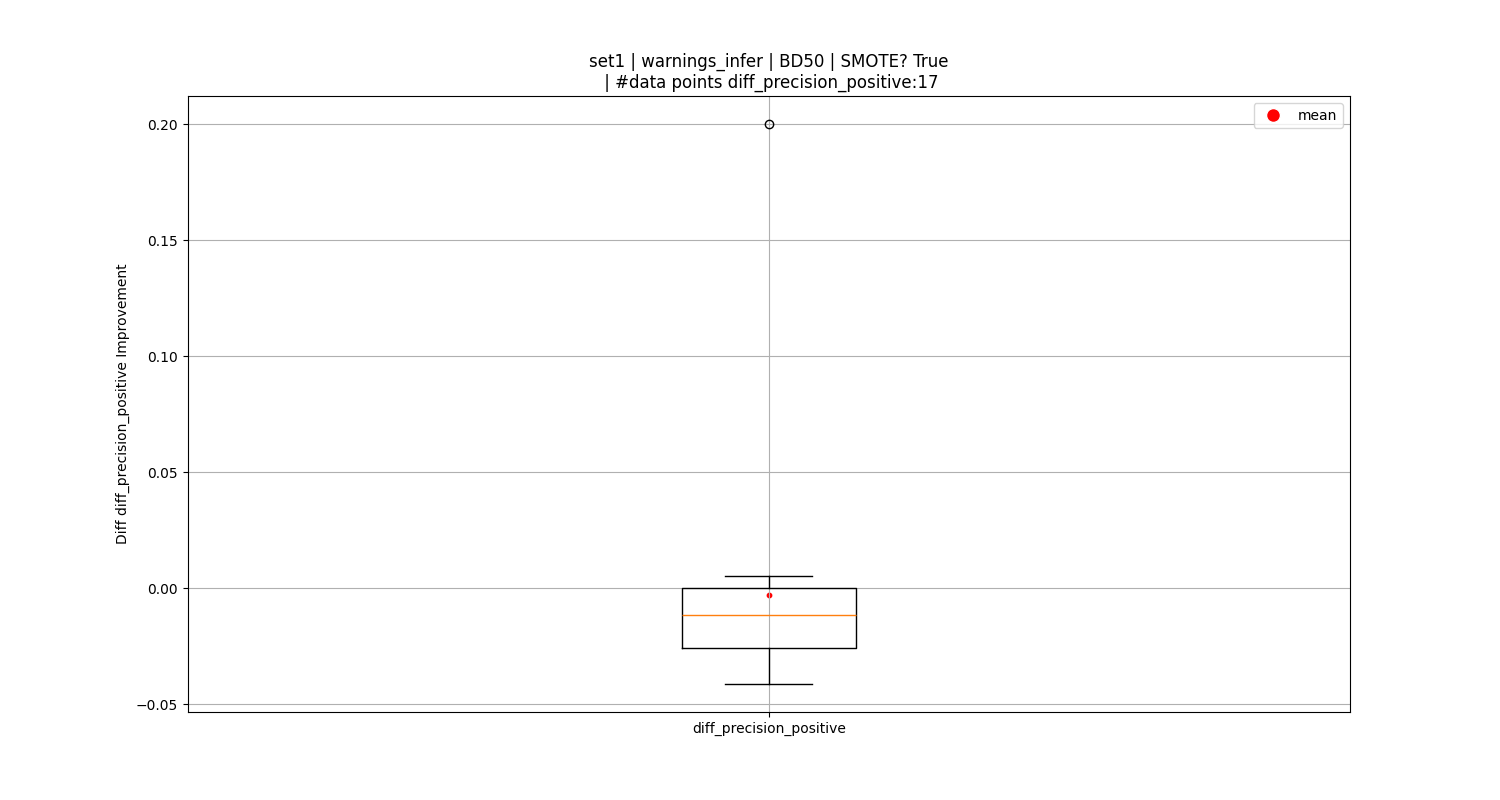 set1 | warnings_infer | BD50 | SMOTE? True
| #data points diff_precision_positive:17
mean
0.20
0.15
0.10
0.05
0.00
−0.05
Diff diff_precision_positive Improvement
diff_precision_positive